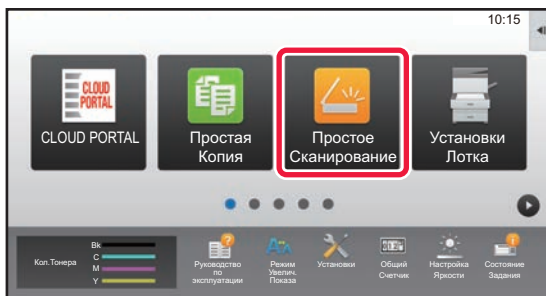 10:15
CLOUD
PORTAL
CLOUD PORTAL
Простая
Копия
Простое
Сканирование
Установки
Лотка
Кол.Тонера
Bk
C
M
Y
Руководство
по
эксплуатации
Режим
Увелич.
Показа
Установки
Общий
Счетчик
Настройка
Яркости
Состояние
Задания